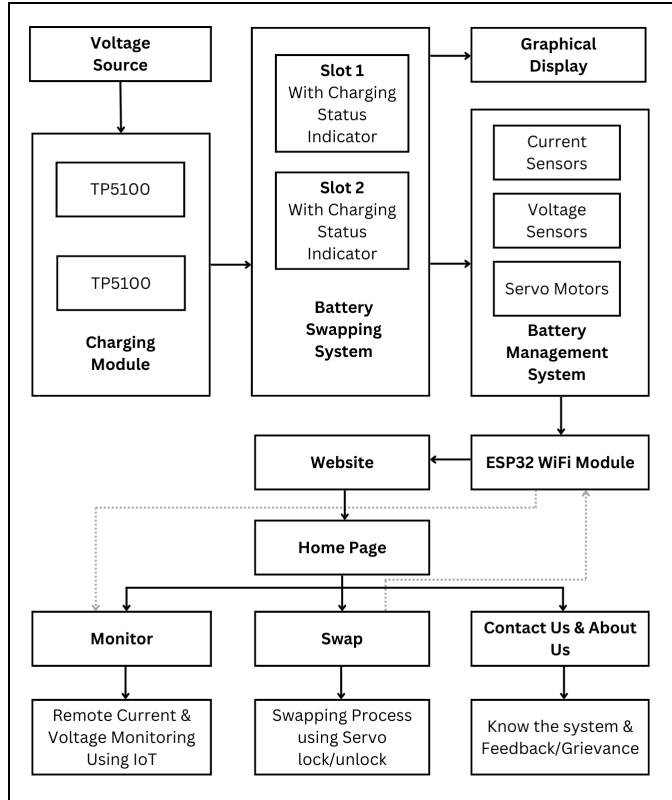 Voltage
Source
TP5100
TP5100
Charging
Module
Slot 1
With Charging
Status
Indicator
Slot 2
With Charging
Status
Indicator
Battery
Swapping
System
Graphical
Display
Current
Sensors
Voltage
Sensors
Servo Motors
Battery
Management
System
Website
ESP32 WiFi Module
Home Page
Monitor
Swap
Contact Us & About
Us
Remote Current &
Voltage Monitoring
Using IoT
Swapping Process
using Servo
lock/unlock
Know the system &
Feedback/Grievance